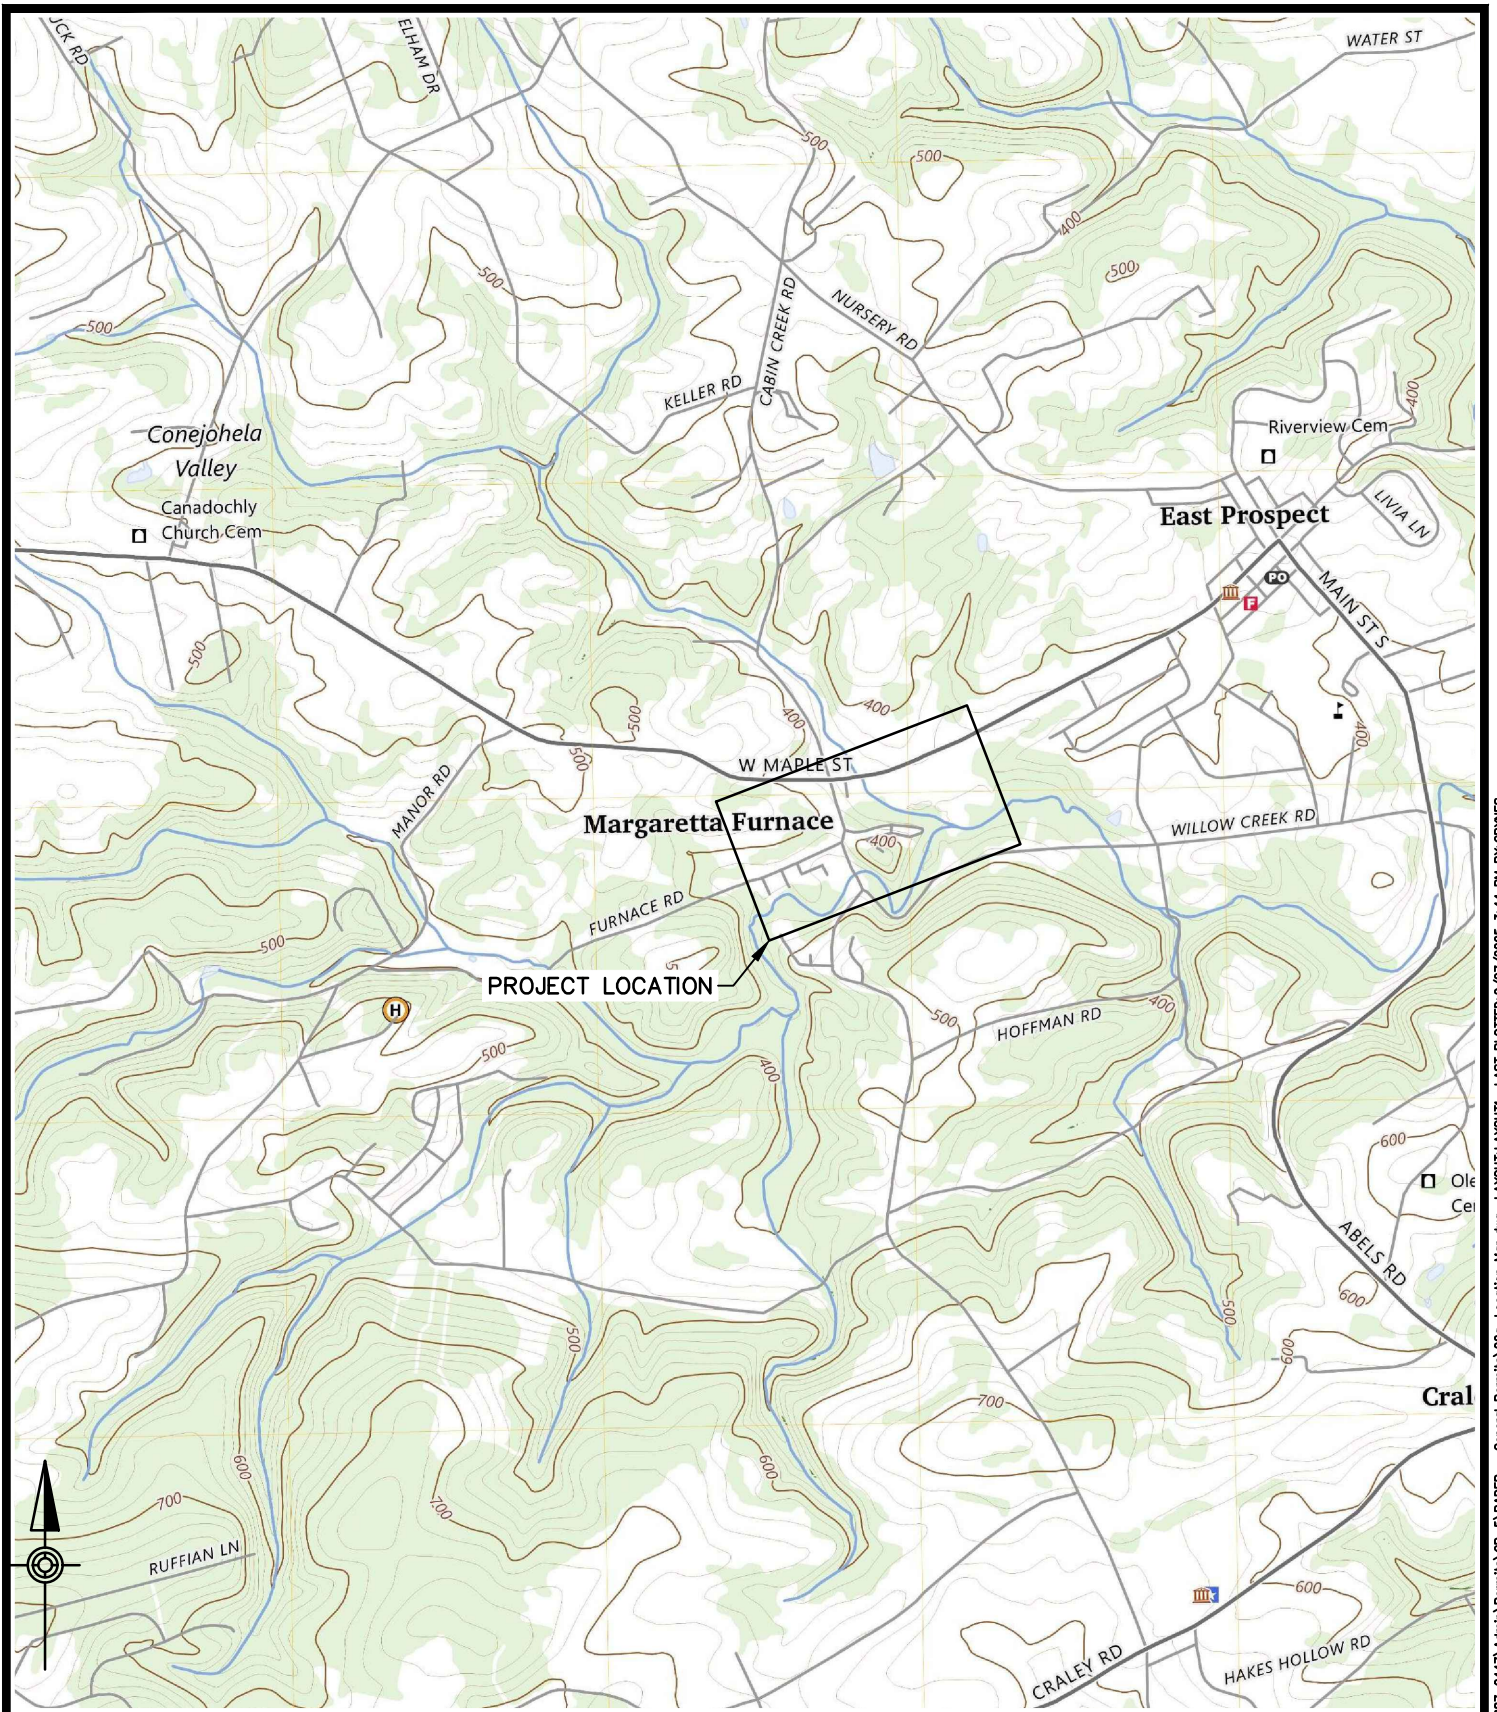 UCK RD
ELHAM DR
WATER ST
500
500
400
500
500
500
CABIN CREEK RD
NURSERY RD
KELLER RD
400
Conejohela
Valley
Riverview Cem
Canadochly
Church Cem
LIVIA LN
East Prospect
PO
F
MAIN ST S
500
500
400
400
400
500
W MAPLE ST
MANOR RD
Margaretta Furnace
400
WILLOW CREEK RD
FURNACE RD
500
5
PROJECT LOCATION
H
500
400
HOFFMAN RD
500
400
600
Ole
Cer
ABELS RD
600
500
500
600
Cral
700
600
600
700
700
RUFFIAN LN
600
CRALEY RD
HAKES HOLLOW RD